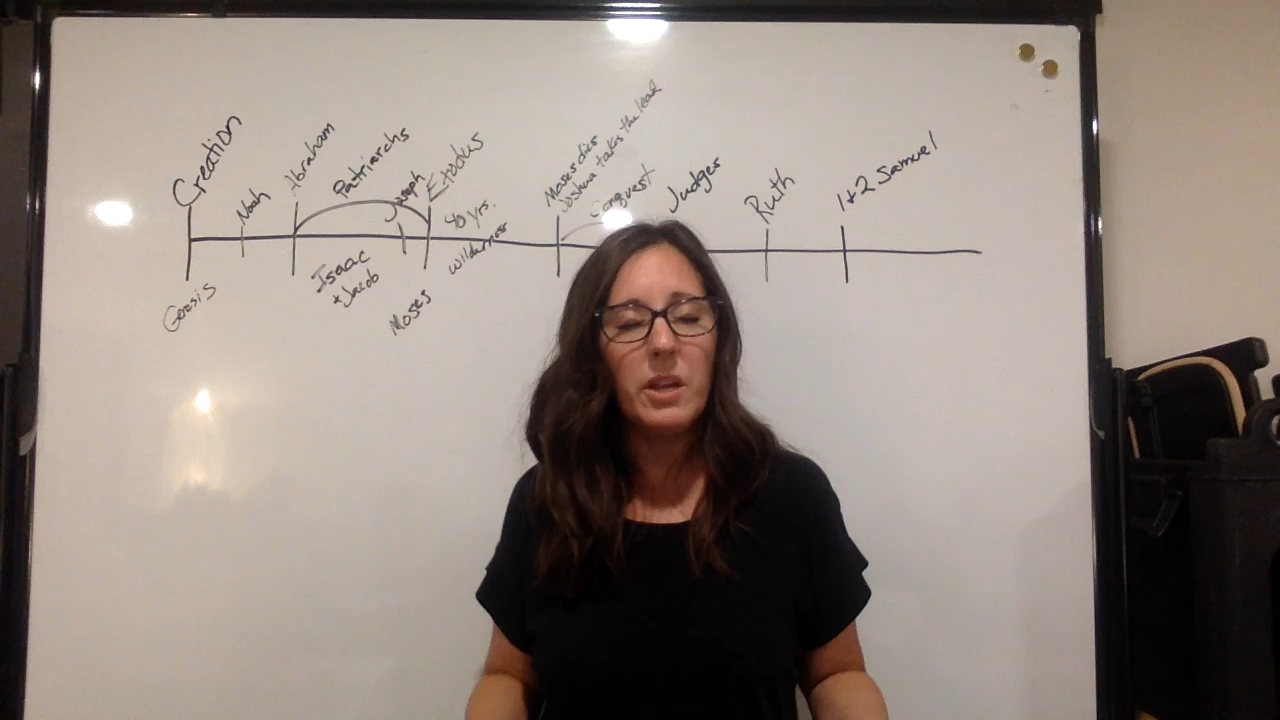 Creation
Noah
Abraham
Patriarchs
Joseph
Exodus
40 yrs.
wilderness
Moses dies
Joshua takes the lead
Conquest
Judges
Ruth
1+2 Samuel
Genesis
Isaac
+ Jacob
Moses